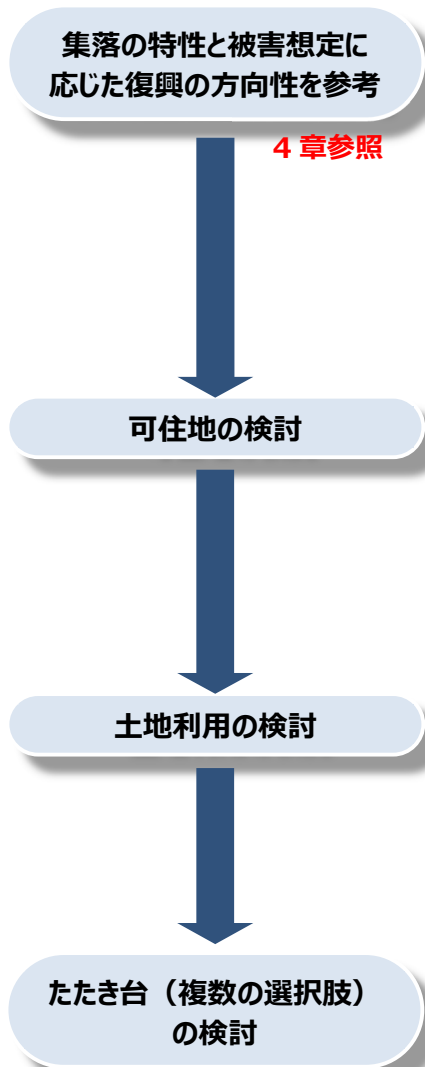 集落の特性と被害想定に
応じた復興の方向性を参考
4 章参照
可住地の検討
土地利用の検討
たたき台（複数の選択肢）
の検討